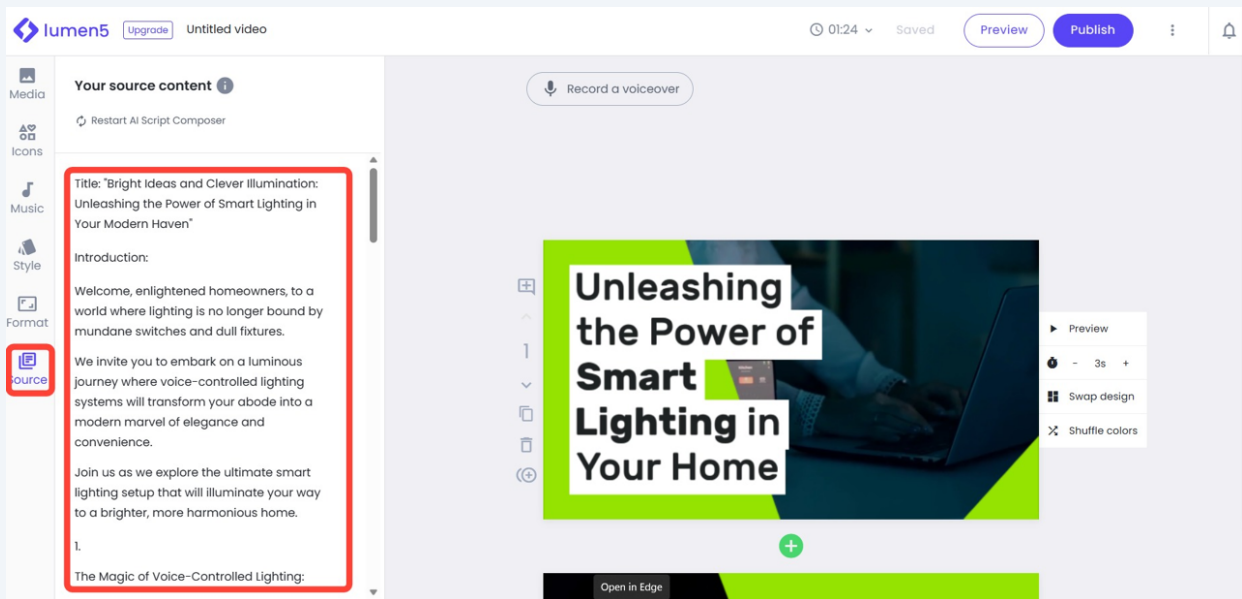 lumen5
Upgrade
Untitled video
01:24
Saved
Preview
Publish
Media
Icons
Music
Style
Format
Source
Your source content
Restart AI Script Composer
Title: "Bright Ideas and Clever Illumination:
Unleashing the Power of Smart Lighting in
Your Modern Haven"
Introduction:
Welcome, enlightened homeowners, to a
world where lighting is no longer bound by
mundane switches and dull fixtures.
We invite you to embark on a luminous
journey where voice-controlled lighting
systems will transform your abode into a
modern marvel of elegance and
convenience.
Join us as we explore the ultimate smart
lighting setup that will illuminate your way
to a brighter, more harmonious home.
1.
The Magic of Voice-Controlled Lighting:
Record a voiceover
1
Unleashing
the Power of
Smart
Lighting in
Your Home
Preview
- 3s +
Swap design
Shuffle colors
Open in Edge